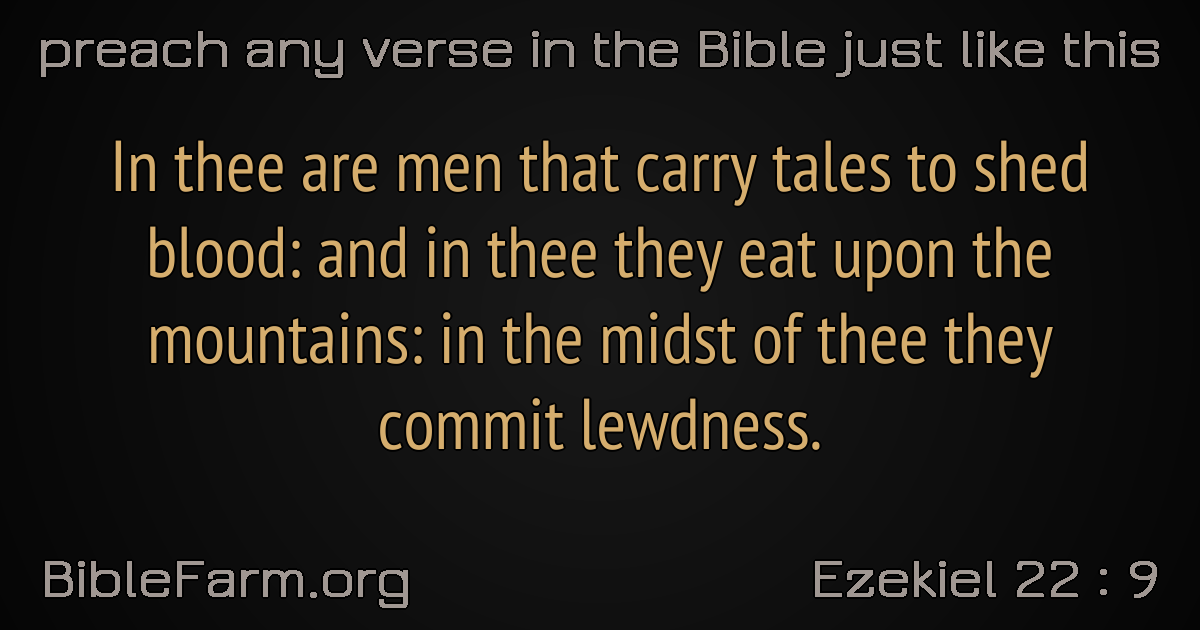 preach any verse in the Bible just like this
In thee are men that carry tales to shed
blood: and in thee they eat upon the
mountains: in the midst of thee they
commit lewdness.
BibleFarm.org
Ezekiel 22 : 9